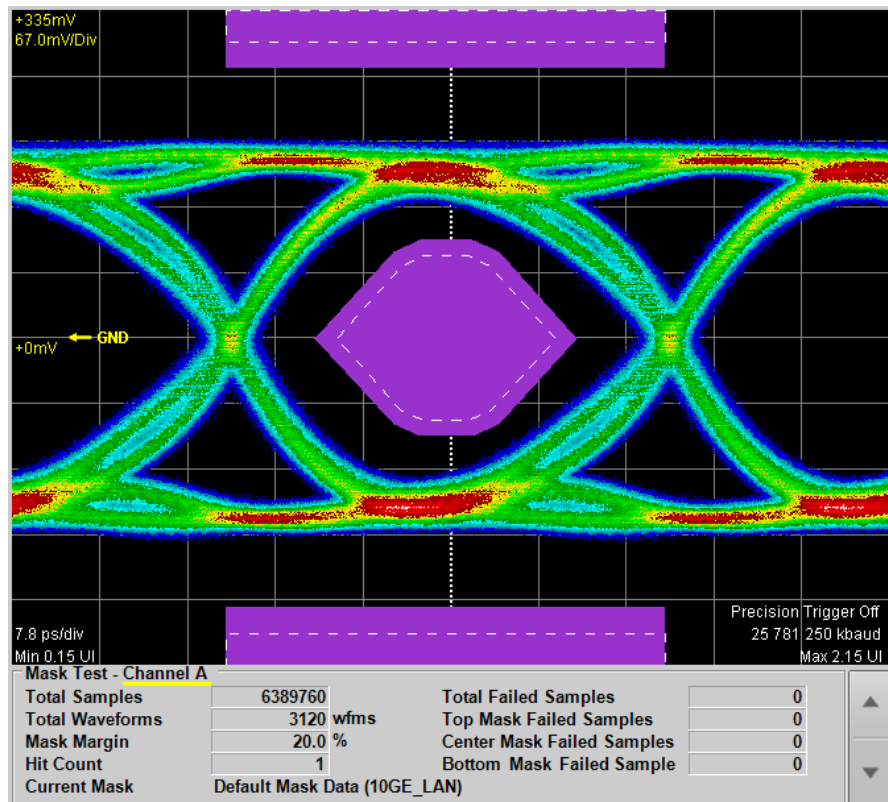 +335mV
67.0mV/Div
GND
+0mV
Precision Trigger Off
7.8 ps/div
25 781 250 kbaud
Min 0.15 UI
Max 2.15 UI
Mask Test - Channel A
Total Samples 6389760 Total Failed Samples 0
Total Waveforms 3120 wfms Top Mask Failed Samples 0
Mask Margin 20.0 % Center Mask Failed Samples 0
Hit Count 1 Bottom Mask Failed Sample 0
Current Mask Default Mask Data (10GE_LAN)